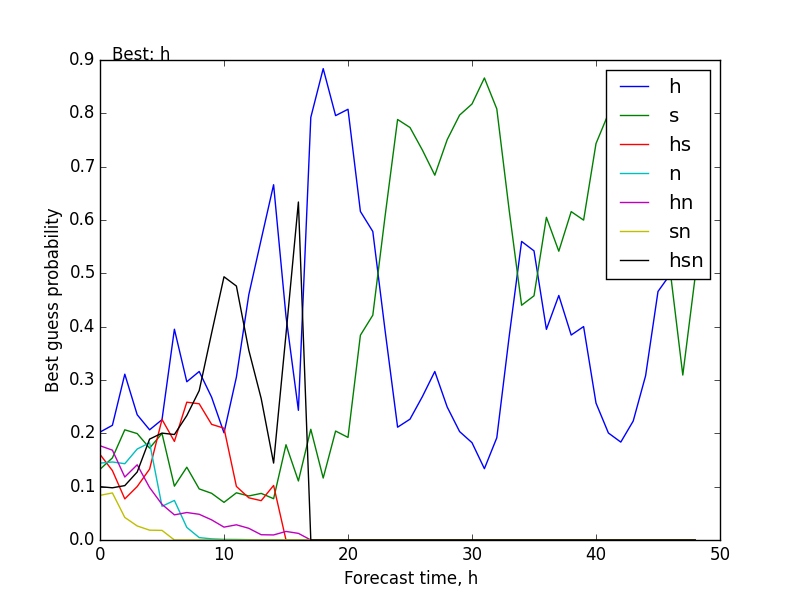 Best: h
0.9
0.8
0.7
0.6
0.5
0.4
0.3
0.2
0.1
0.0
Best guess probability
h
s
hs
n
hn
sn
hsn
0 10 20 30 40 50
Forecast time, h